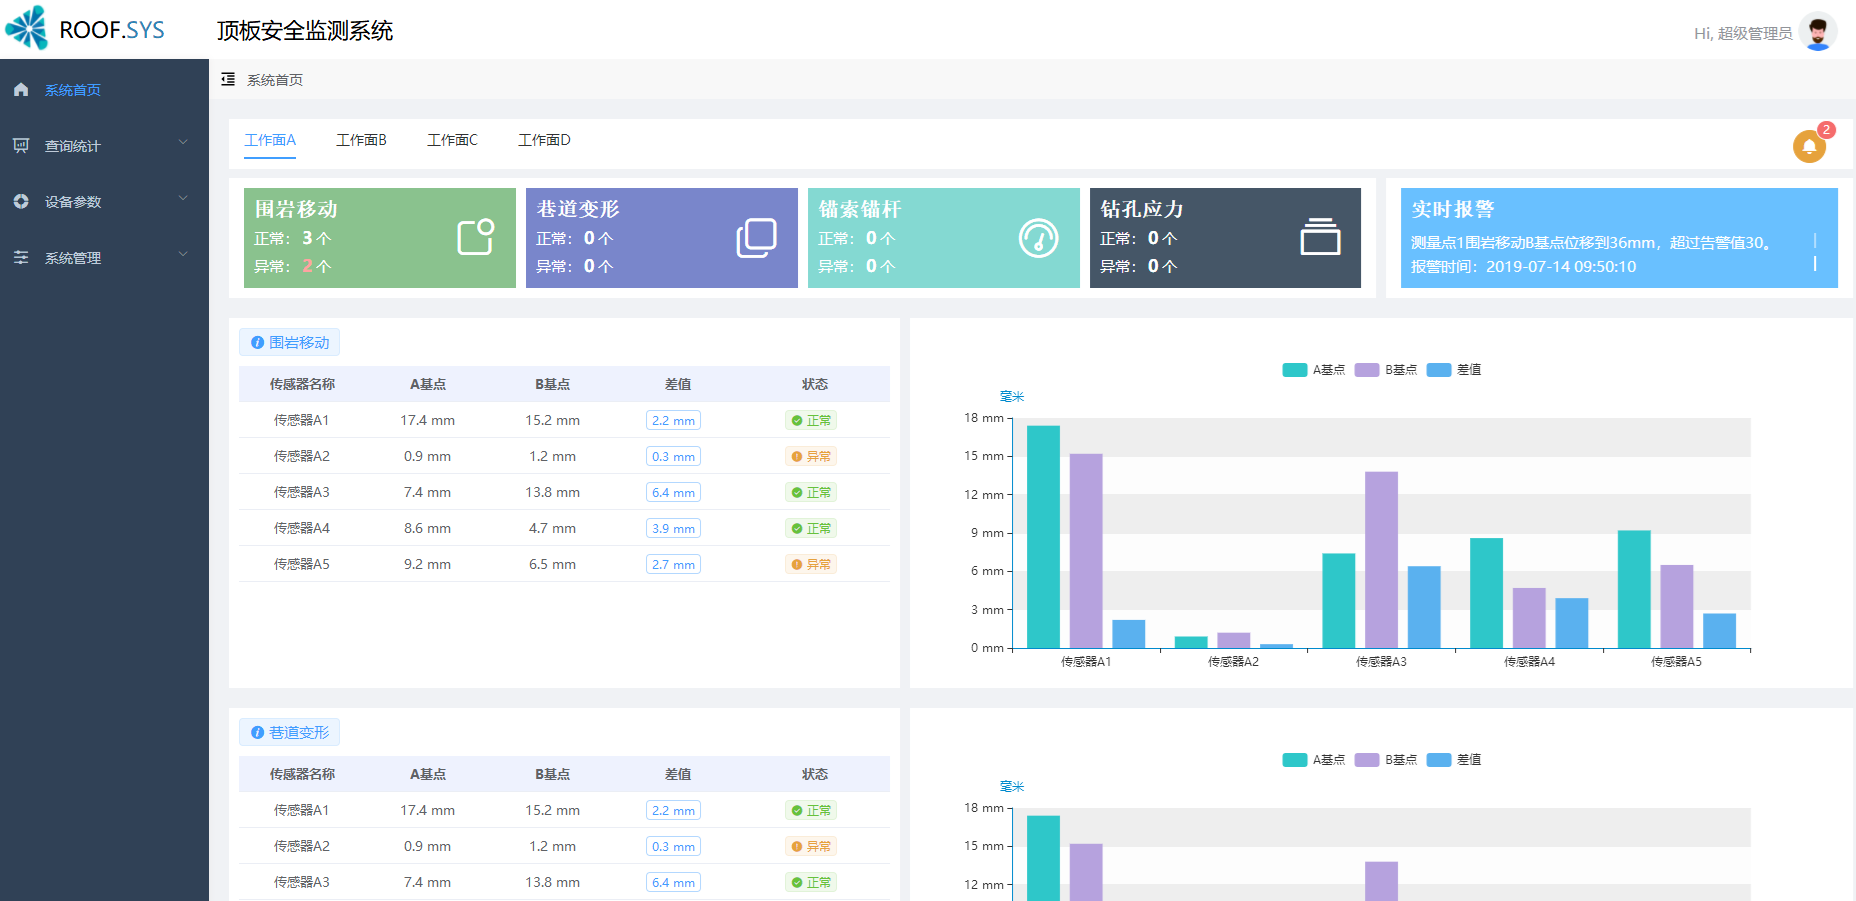 ROOF.SYS
顶板安全监测系统
Hi, 超级管理员
系统首页
查询统计
设备参数
系统管理
系统首页
工作面A 工作面B 工作面C 工作面D
2
围岩移动
正常： 3 个
异常： 2 个
巷道变形
正常： 0 个
异常： 0 个
锚索锚杆
正常： 0 个
异常： 0 个
钻孔应力
正常： 0 个
异常： 0 个
实时报警
测量点1围岩移动B基点位移到36mm，超过告警值30。
报警时间：2019-07-14 09:50:10
围岩移动
传感器名称 A基点 B基点 差值 状态
传感器A1 17.4 mm 15.2 mm 2.2 mm 正常
传感器A2 0.9 mm 1.2 mm 0.3 mm 异常
传感器A3 7.4 mm 13.8 mm 6.4 mm 正常
传感器A4 8.6 mm 4.7 mm 3.9 mm 正常
传感器A5 9.2 mm 6.5 mm 2.7 mm 异常
A基点 B基点 差值
毫米
18 mm
15 mm
12 mm
9 mm
6 mm
3 mm
0 mm
传感器A1 传感器A2 传感器A3 传感器A4 传感器A5
巷道变形
传感器名称 A基点 B基点 差值 状态
传感器A1 17.4 mm 15.2 mm 2.2 mm 正常
传感器A2 0.9 mm 1.2 mm 0.3 mm 异常
传感器A3 7.4 mm 13.8 mm 6.4 mm 正常
A基点 B基点 差值
毫米
18 mm
15 mm
12 mm